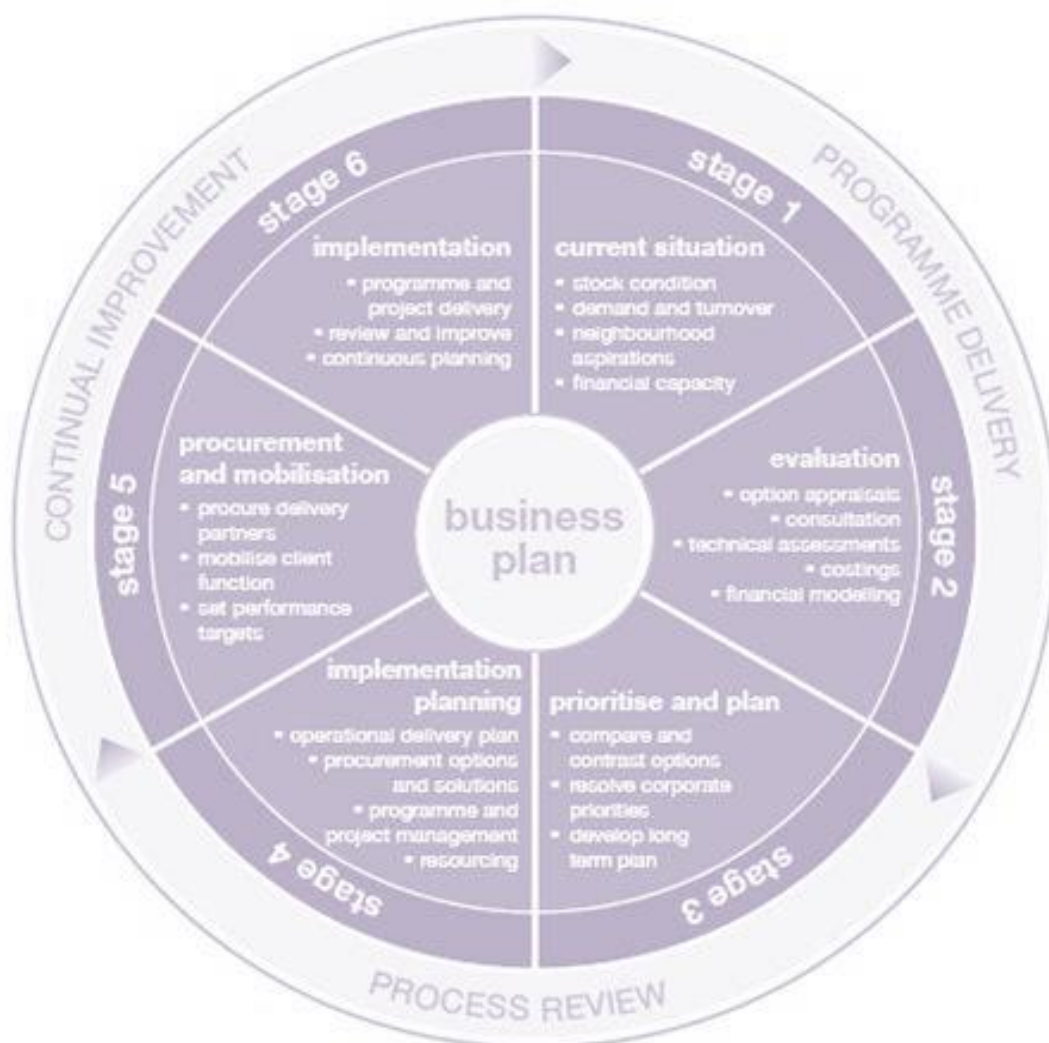 CONTINUAL IMPROVEMENT
PROGRAMME DELIVERY
PROCESS REVIEW
business
plan
stage 1
current situation
• stock condition
• demand and turnover
• neighbourhood
aspirations
• financial capacity
stage 2
evaluation
• option appraisals
• consultation
• technical assessments
• costings
• financial modelling
stage 3
prioritise and plan
• compare and
contrast options
• resolve corporate
priorities
• develop long
term plan
stage 4
implementation
planning
• operational delivery plan
• procurement options
and solutions
• programme and
project management
• resourcing
stage 5
procurement
and mobilisation
• procure delivery
partners
• mobilise client
function
• set performance
targets
stage 6
implementation
• programme and
project delivery
• review and improve
• continuous planning